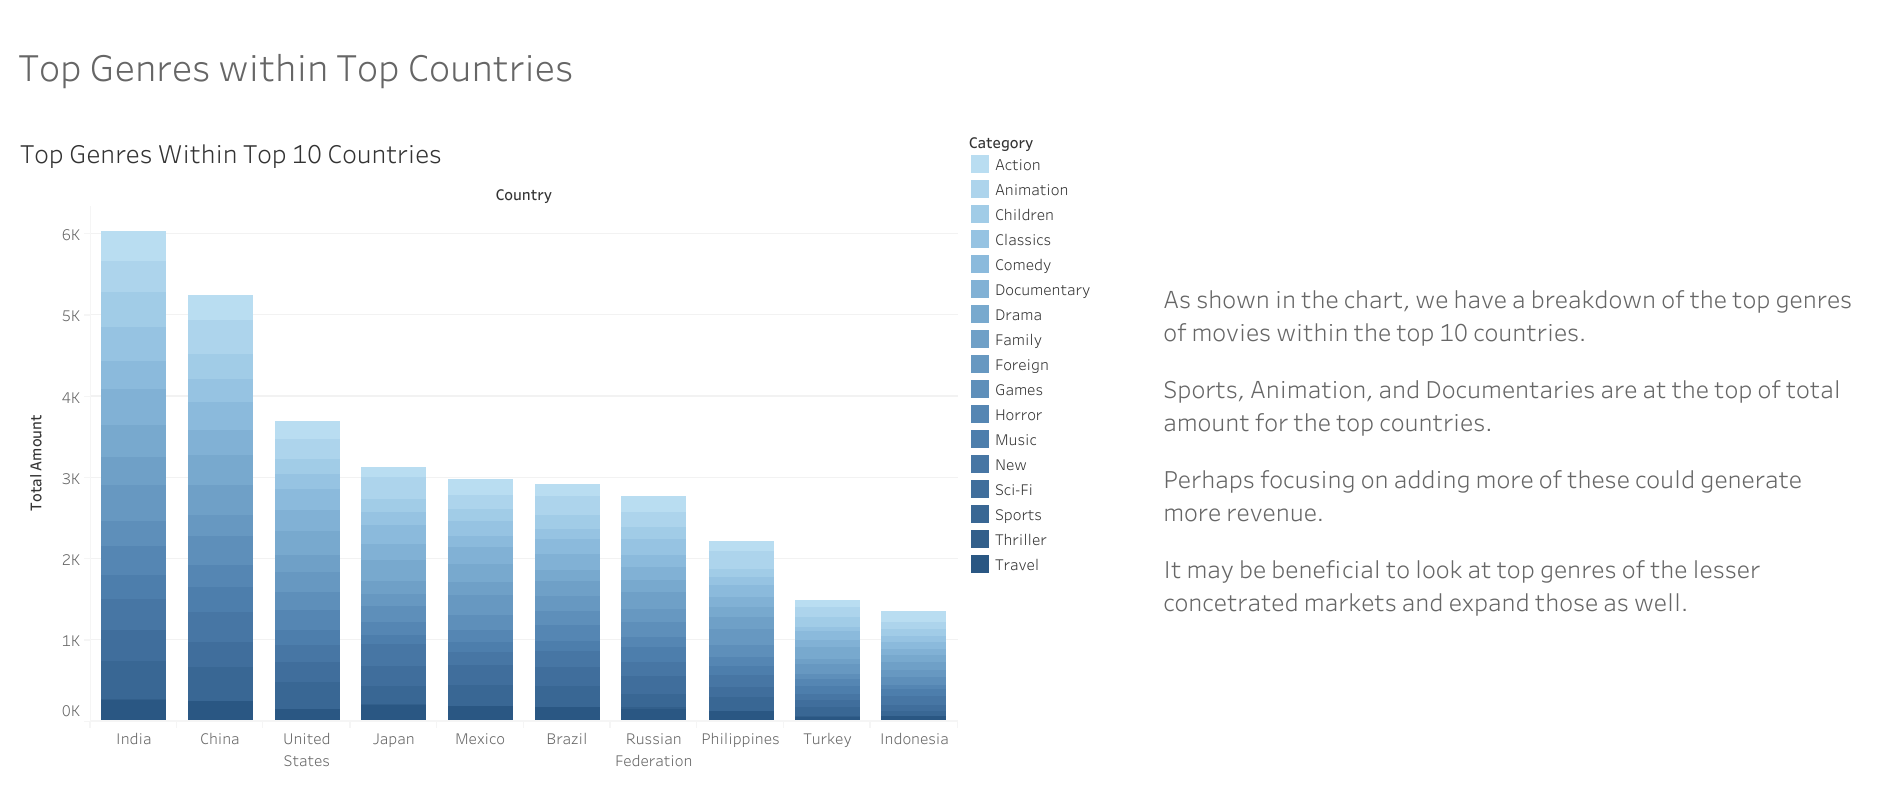 Top Genres within Top Countries
Top Genres Within Top 10 Countries
Country
6K
5K
4K
3K
2K
1K
0K
Total Amount
India
China
United
States
Japan
Mexico
Brazil
Russian
Federation
Philippines
Turkey
Indonesia
Category
Action
Animation
Children
Classics
Comedy
Documentary
Drama
Family
Foreign
Games
Horror
Music
New
Sci-Fi
Sports
Thriller
Travel
As shown in the chart, we have a breakdown of the top genres
of movies within the top 10 countries.
Sports, Animation, and Documentaries are at the top of total
amount for the top countries.
Perhaps focusing on adding more of these could generate
more revenue.
It may be beneficial to look at top genres of the lesser
concetrated markets and expand those as well.